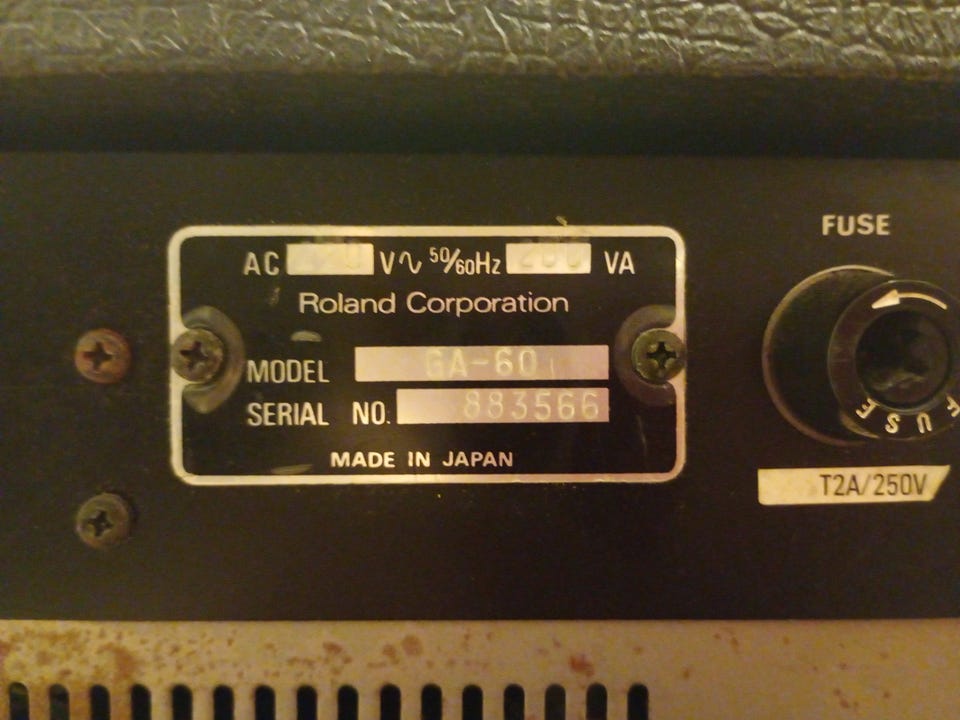 AC V∿ 50/60Hz VA
Roland Corporation
MODEL GA-60
SERIAL NO. 883566
MADE IN JAPAN
FUSE
FUSE
T2A/250V